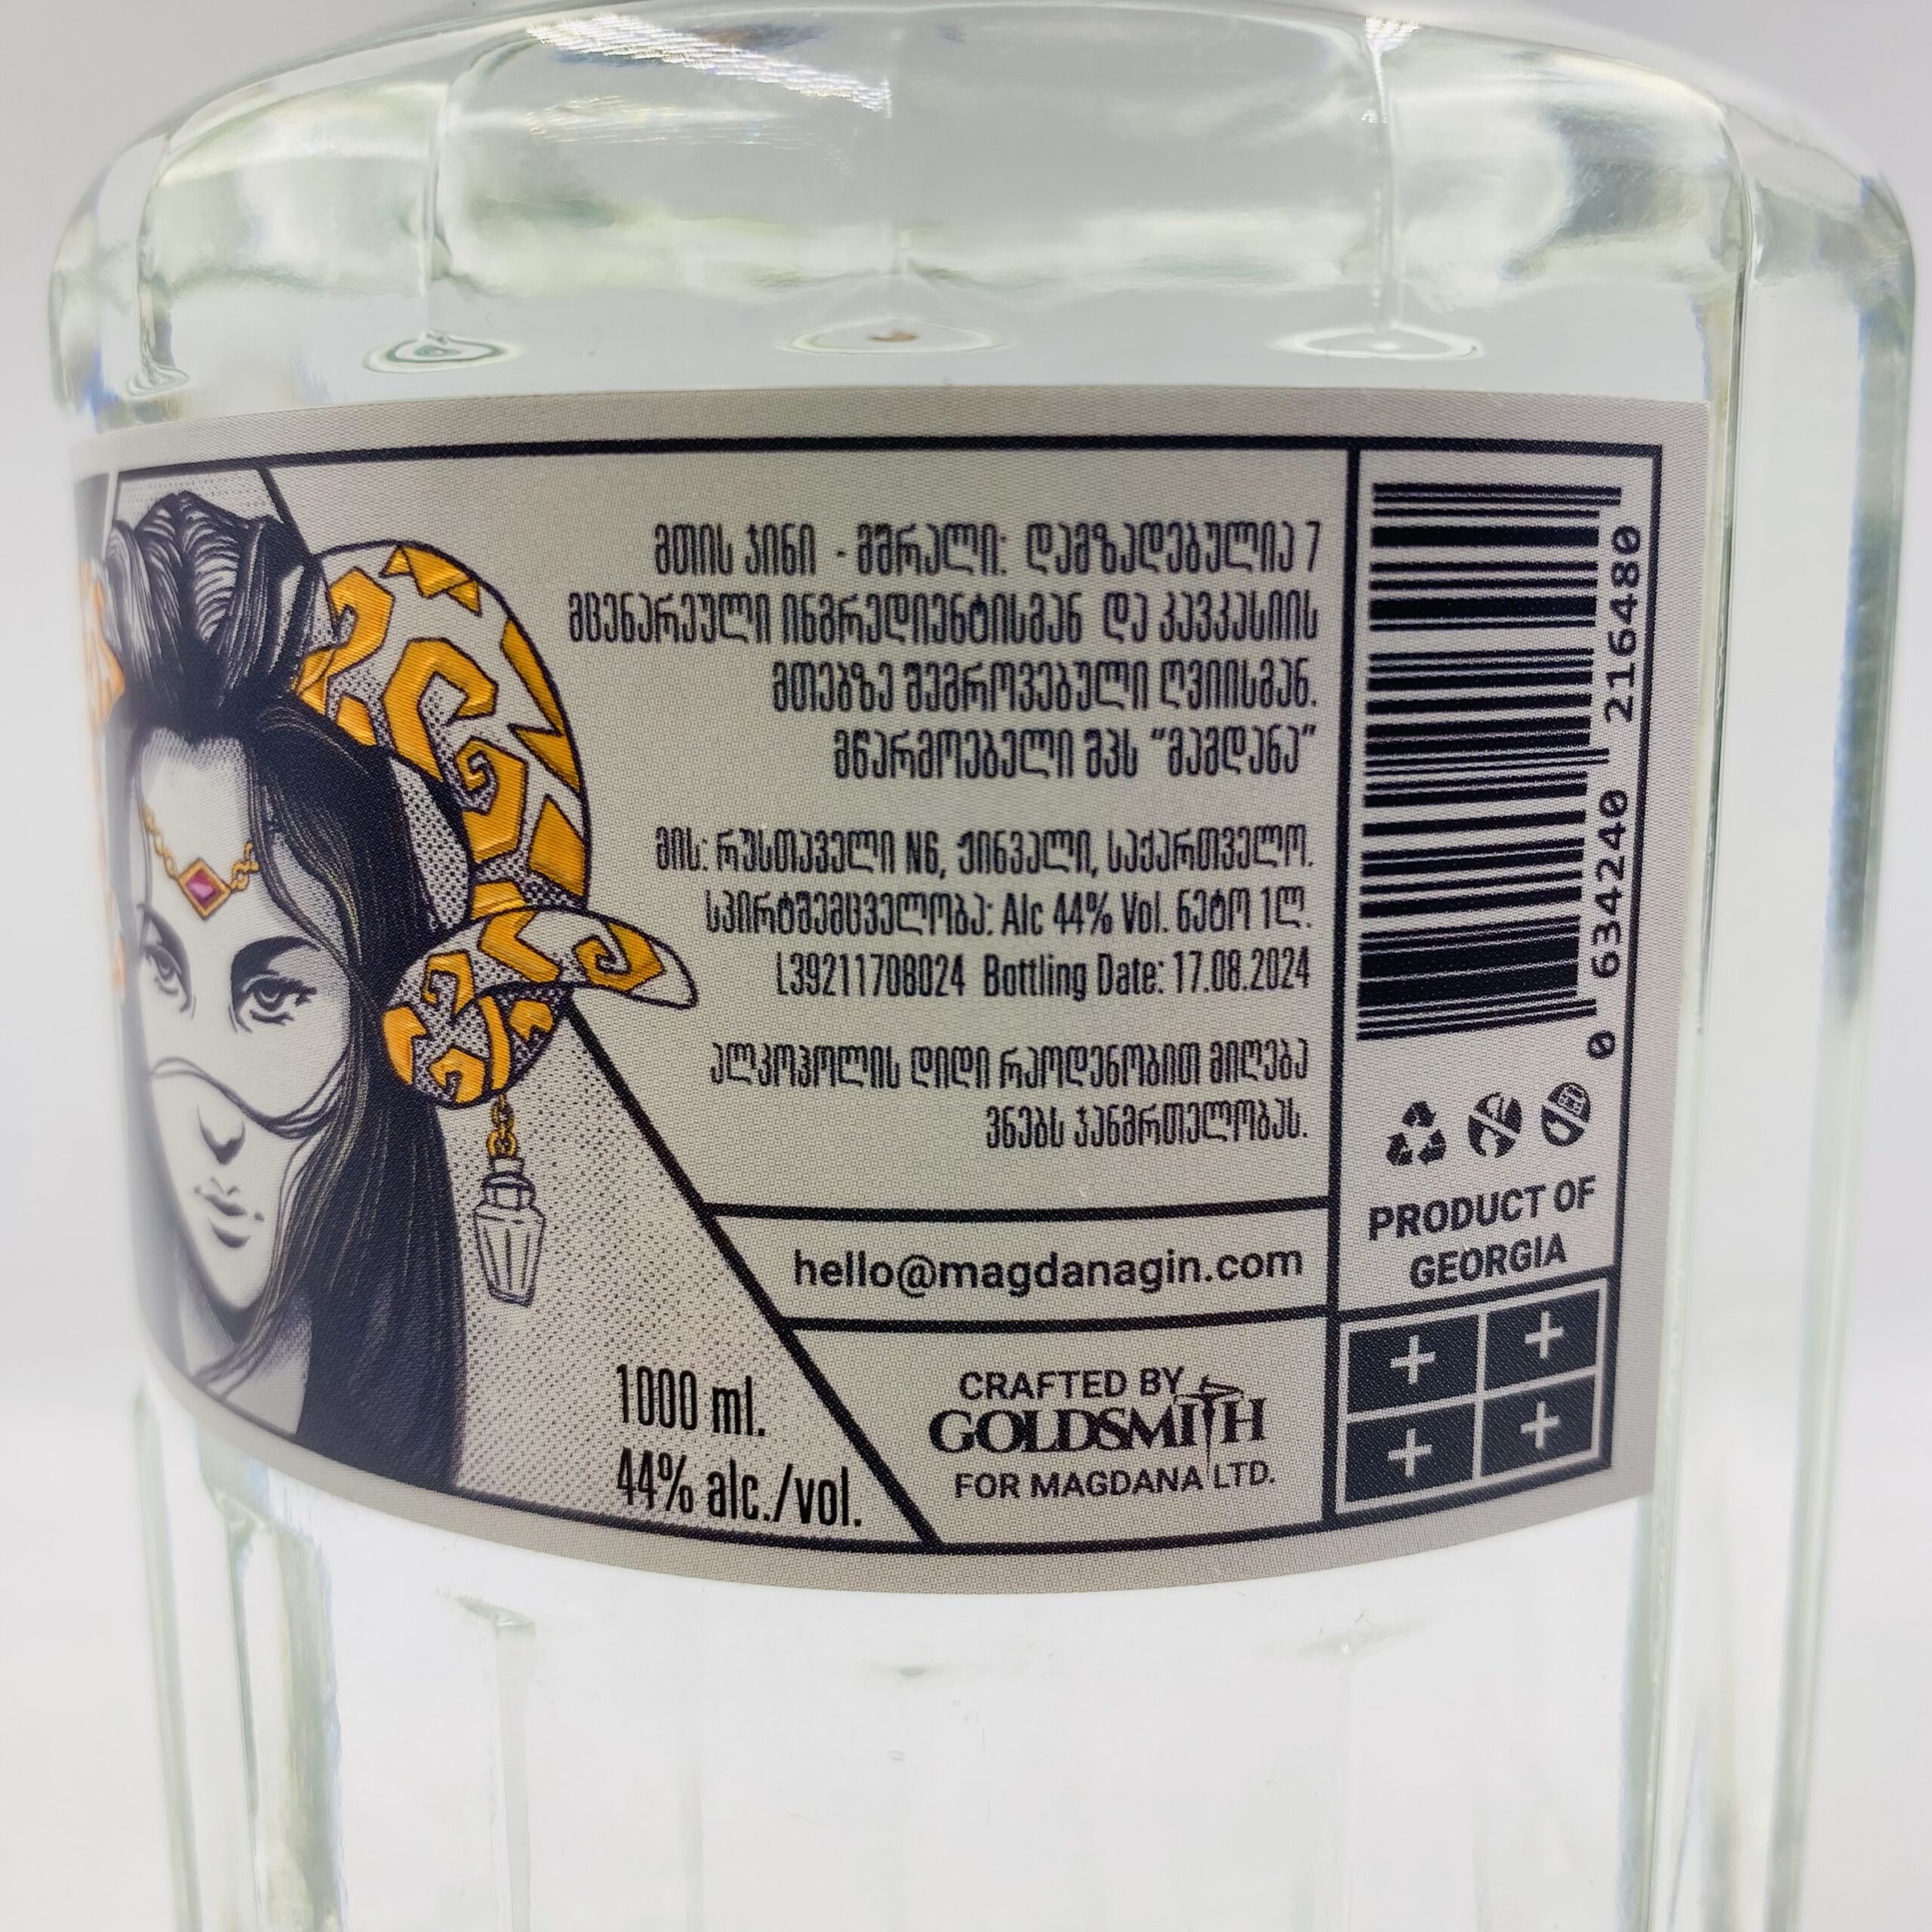 მთის ჯინი - მშრალი: დამზადებულია 7
მცენარეული ინგრედიენტისგან და კავკასიის
მთებზე შეგროვებული ღვიისგან.
მწარმოებელი შპს “მაგდანა”
მის: რუსთაველი N6, ჟინვალი, საქართველო.
სპირტშემცველობა: Alc 44% Vol. ნეტო 1ლ.
L39211708024 Bottling Date: 17.08.2024
ალკოჰოლის დიდი რაოდენობით მიღება
ვნებს ჯანმრთელობას.
hello@magdanagin.com
1000 ml.
44% alc./vol.
CRAFTED BY
GOLDSMITH
FOR MAGDANA LTD.
0 634240 216480
PRODUCT OF
GEORGIA